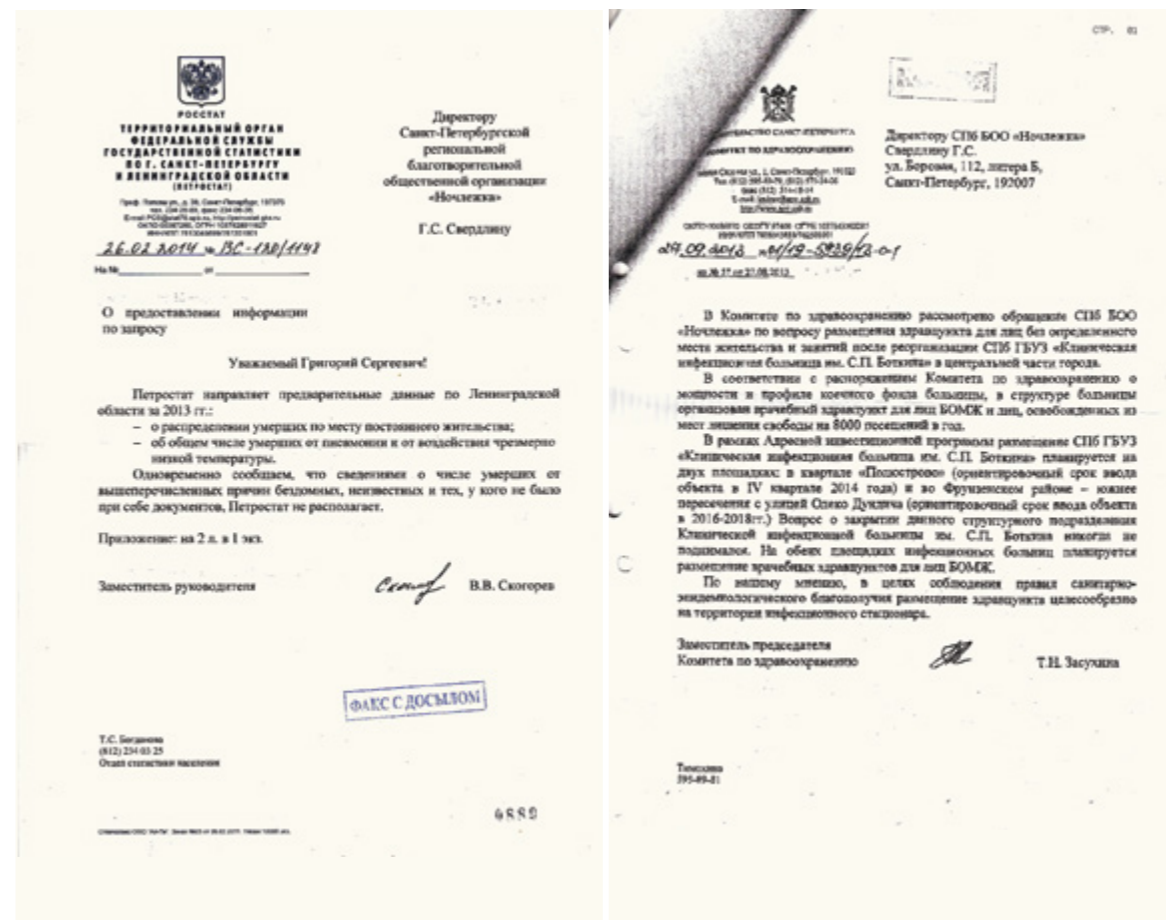 РОССТАТ
ТЕРРИТОРИАЛЬНЫЙ ОРГАН
ФЕДЕРАЛЬНОЙ СЛУЖБЫ
ГОСУДАРСТВЕННОЙ СТАТИСТИКИ
ПО Г. САНКТ-ПЕТЕРБУРГУ
И ЛЕНИНГРАДСКОЙ ОБЛАСТИ
(ПЕТРОСТАТ)
26.02.2014 № ВС-120/1148
На № от
Директору
Санкт-Петербургской
региональной
благотворительной
общественной организации
«Ночлежка»
Г.С. Свердлину
О предоставлении информации
по запросу
Уважаемый Григорий Сергеевич!
Петростат направляет предворительные данные по Ленинградской
области за 2013 гг.:
– о распределении умерших по месту постоянного жительства;
– об общем числе умерших от пневмонии и от воздействия чрезмерно
низкой температуры.
Одновременно сообщаем, что сведениями о числе умерших от
вышеперечисленных причин бездомных, неизвестных и тех, у кого не было
при себе документов, Петростат не располагает.
Приложение: на 2 л. в 1 экз.
Заместитель руководителя
В.В. Скогорев
ФАКС С ДОСЫЛОМ
Т.С. Богданова
(812) 234 03 25
Отдел статистики населения
СТР. 01
КОМИТЕТ ПО ЗДРАВООХРАНЕНИЮ
Директору СПб БОО «Ночлежка»
Свердлину Г.С.
ул. Боровая, 112, литера Б,
Санкт-Петербург, 192007
В Комитете по здравоохранению рассмотрено обращение СПб БОО
«Ночлежка» по вопросу размещения здравпункта для лиц без определенного
места жительства и занятий после реорганизации СПб ГБУЗ «Клиническая
инфекционная больница им. С.П. Боткина» в центральной части города.
В соответствии с распоряжением Комитета по здравоохранению о
мощности и профиле коечного фонда больницы, в структуре больницы
организован врачебный здравпункт для лиц БОМЖ и лиц, освобожденных из
мест лишения свободы на 8000 посещений в год.
В рамках Адресной инвестиционной программы размещение СПб ГБУЗ
«Клиническая инфекционная больница им. С.П. Боткина» планируется на
двух площадках: в квартале «Полюстрово» (ориентировочный срок ввода
объекта в IV квартале 2014 года) и во Фрунзенском районе – южнее
пересечения с улицей Олеко Дундича (ориентировочный срок ввода объекта
в 2016-2018гг.) Вопрос о закрытии данного структурного подразделения
Клинической инфекционной больницы им. С.П. Боткина никогда не
поднимался. На обеих площадках инфекционных больниц планируется
размещение врачебных здравпунктов для лиц БОМЖ.
По нашему мнению, в целях соблюдения правил санитарно-
эпидемиологического благополучия размещение здравпункта целесообразно
на территории инфекционного стационара.
Заместитель председателя
Комитета по здравоохранению
Т.Н. Засухина